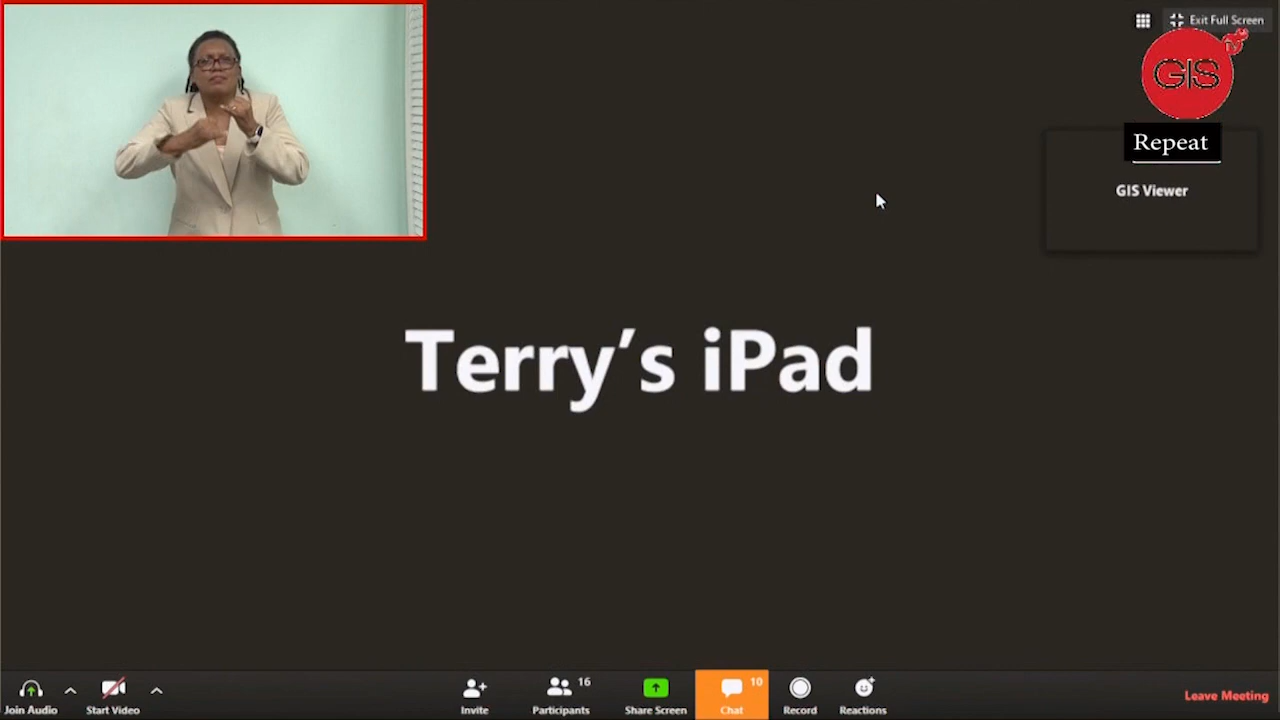 Exit Full Screen
GIS
Repeat
GIS Viewer
Terry's iPad
Join Audio
Start Video
Invite
16
Participants
Share Screen
10
Chat
Record
Reactions
Leave Meeting